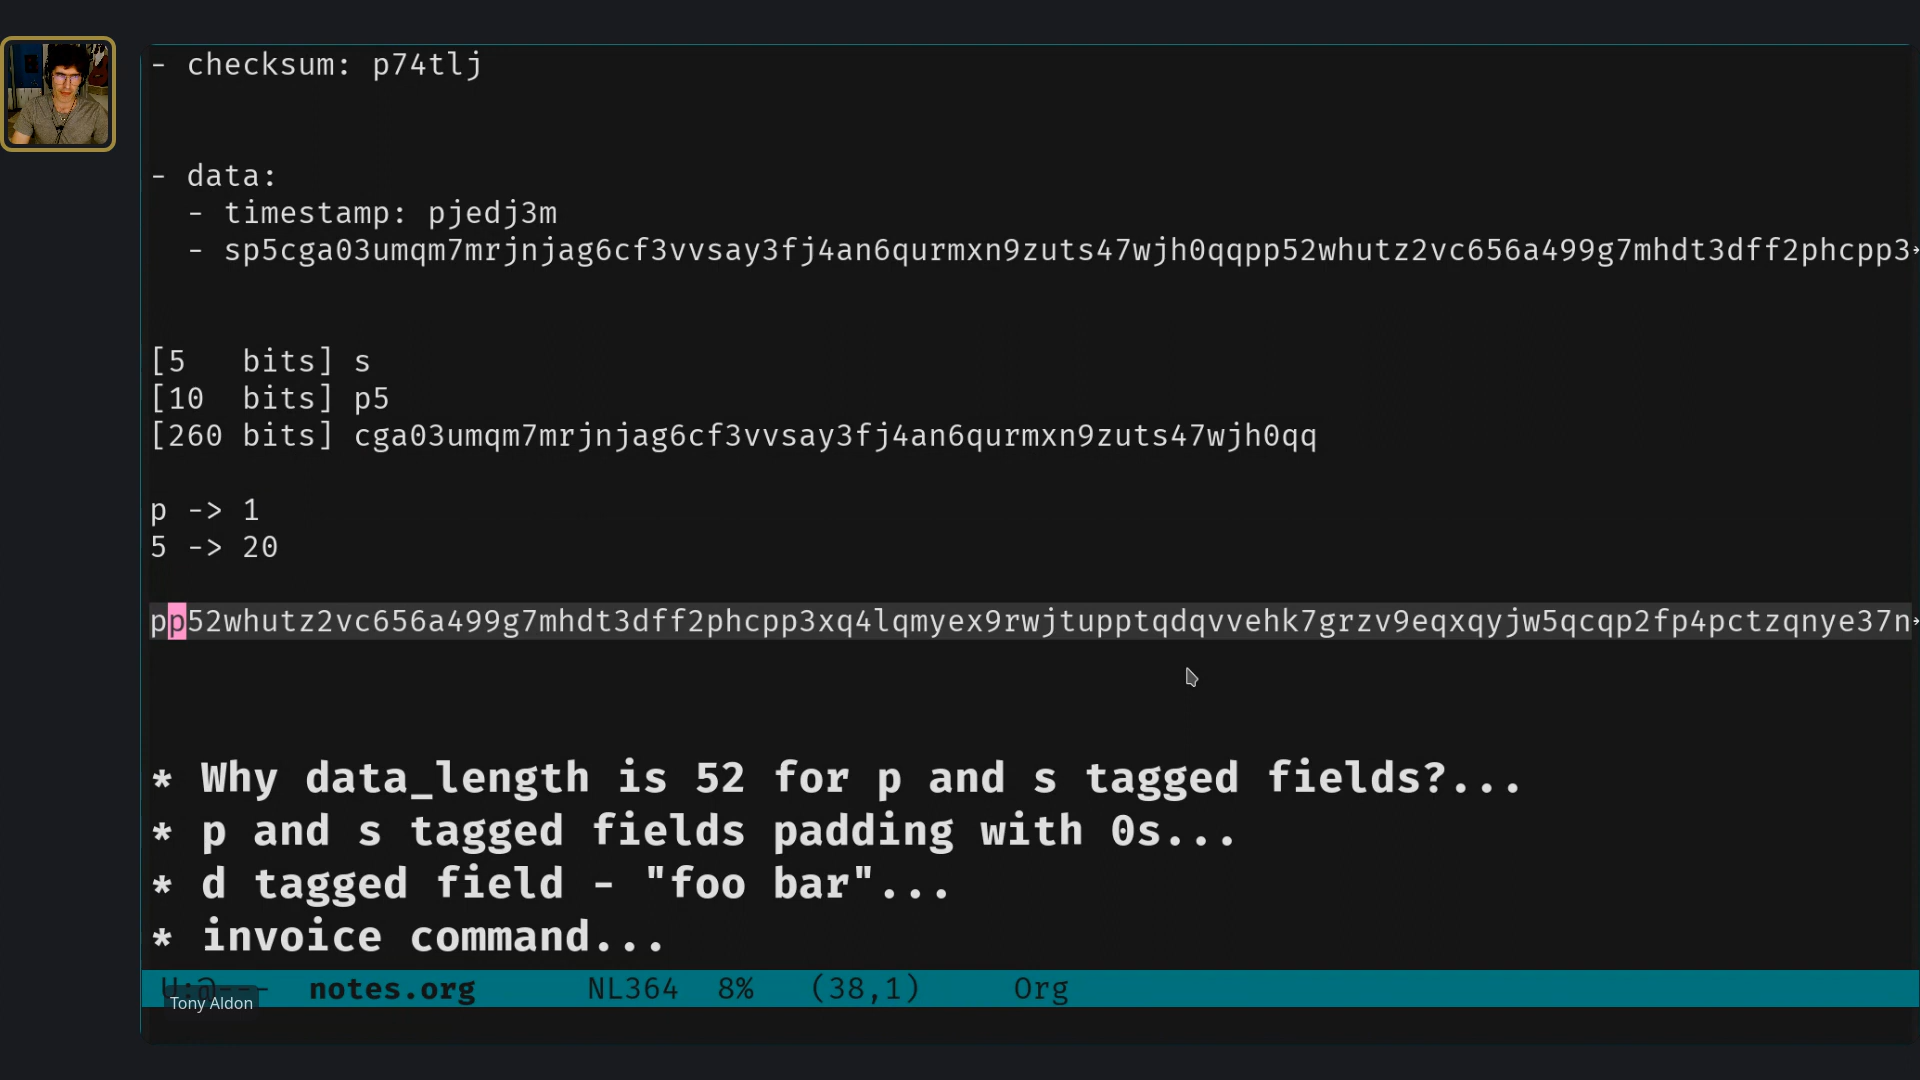 - checksum: p74tlj
- data:
- timestamp: pjedj3m
- sp5cga03umqm7mrjnjag6cf3vvsay3fj4an6qurmxn9zuts47wjh0qqpp52whutz2vc656a499g7mhdt3dff2phcpp3
[5 bits] s
[10 bits] p5
[260 bits] cga03umqm7mrjnjag6cf3vvsay3fj4an6qurmxn9zuts47wjh0qq
p -> 1
5 -> 20
pp52whutz2vc656a499g7mhdt3dff2phcpp3xq4lqmyex9rwjtupptqdqvvehk7grzv9eqxqyjw5qcqp2fp4pctzqnye37n
* Why data_length is 52 for p and s tagged fields?...
* p and s tagged fields padding with 0s...
* d tagged field - "foo bar"...
* invoice command...
U:@--- notes.org NL364 8% (38,1) Org
Tony Aldon